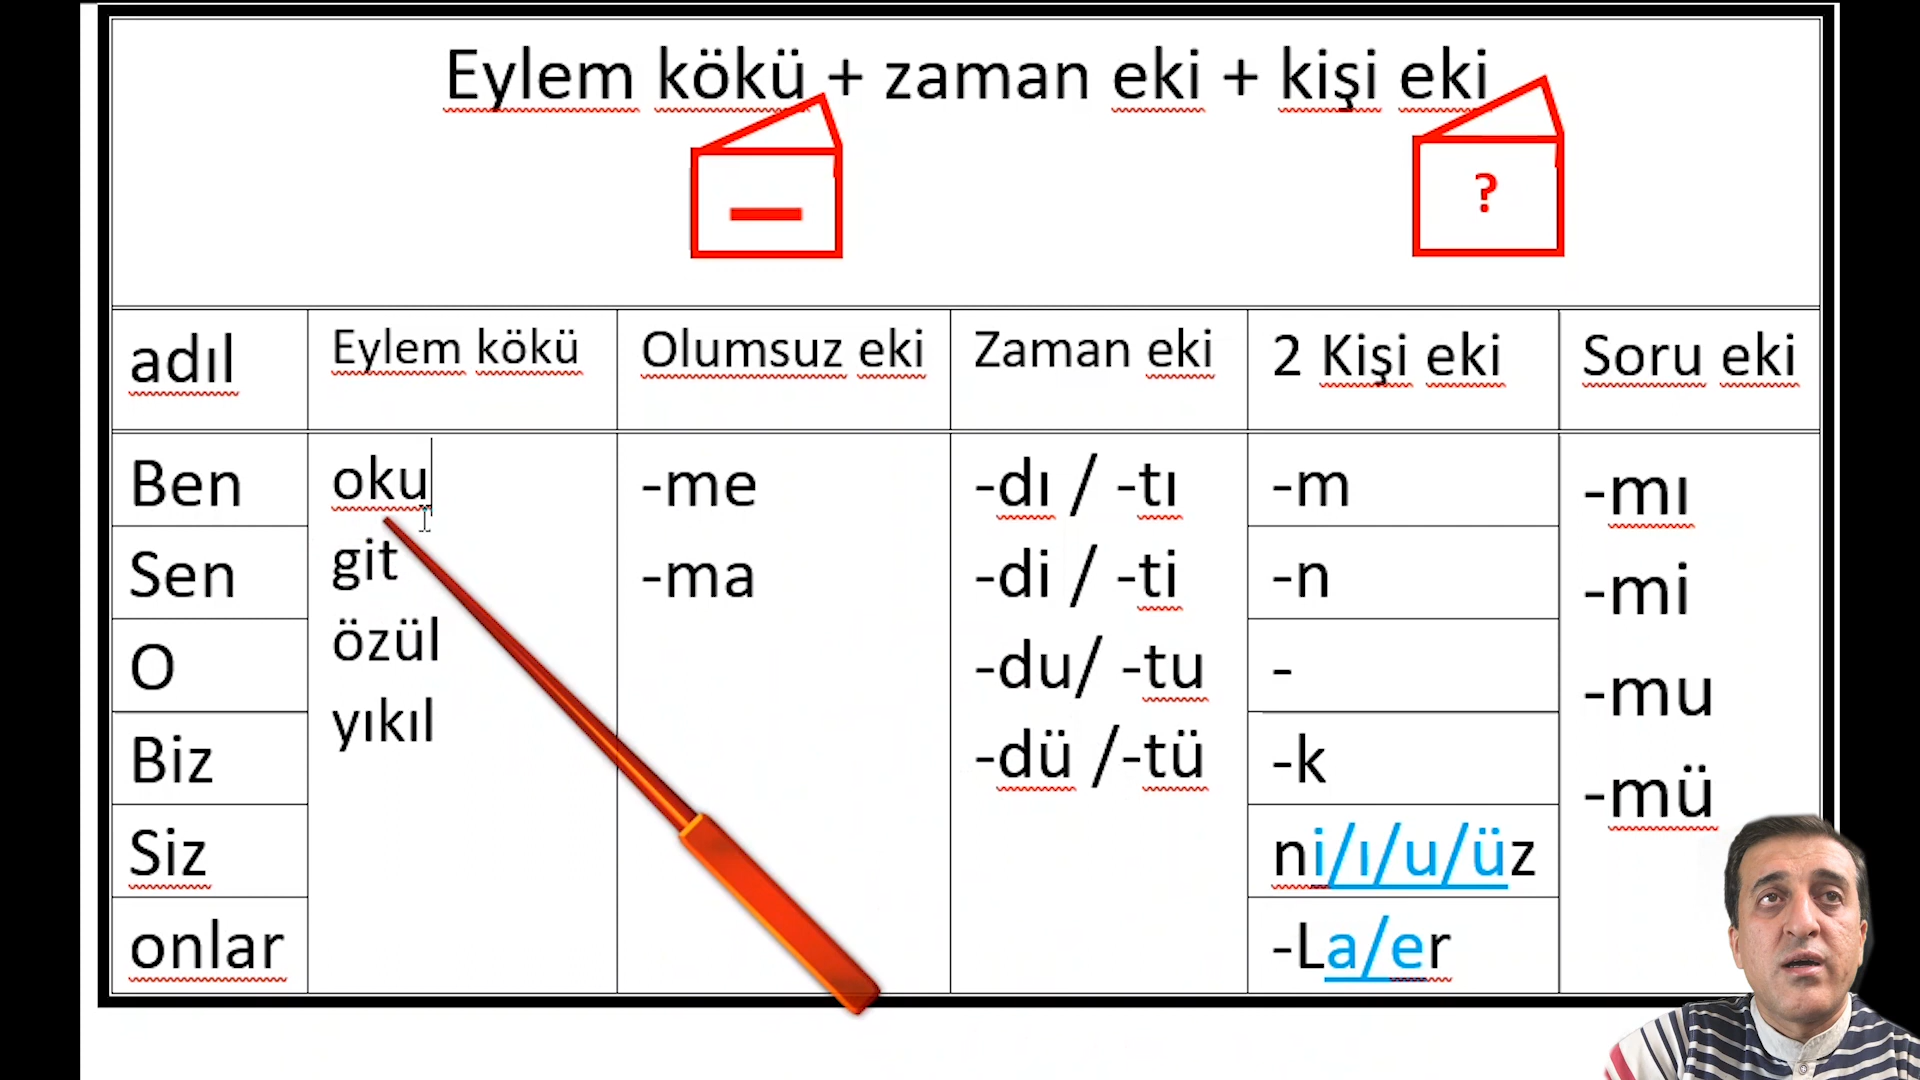 Eylem kökü + zaman eki + kişi eki
–
?
adıl
Eylem kökü
Olumsuz eki
Zaman eki
2 Kişi eki
Soru eki
Ben
Sen
O
Biz
Siz
onlar
oku
git
özül
yıkıl
-me
-ma
-dı / -tı
-di / -ti
-du/ -tu
-dü /-tü
-m
-n
-
-k
ni/ı/u/üz
-La/er
-mı
-mi
-mu
-mü